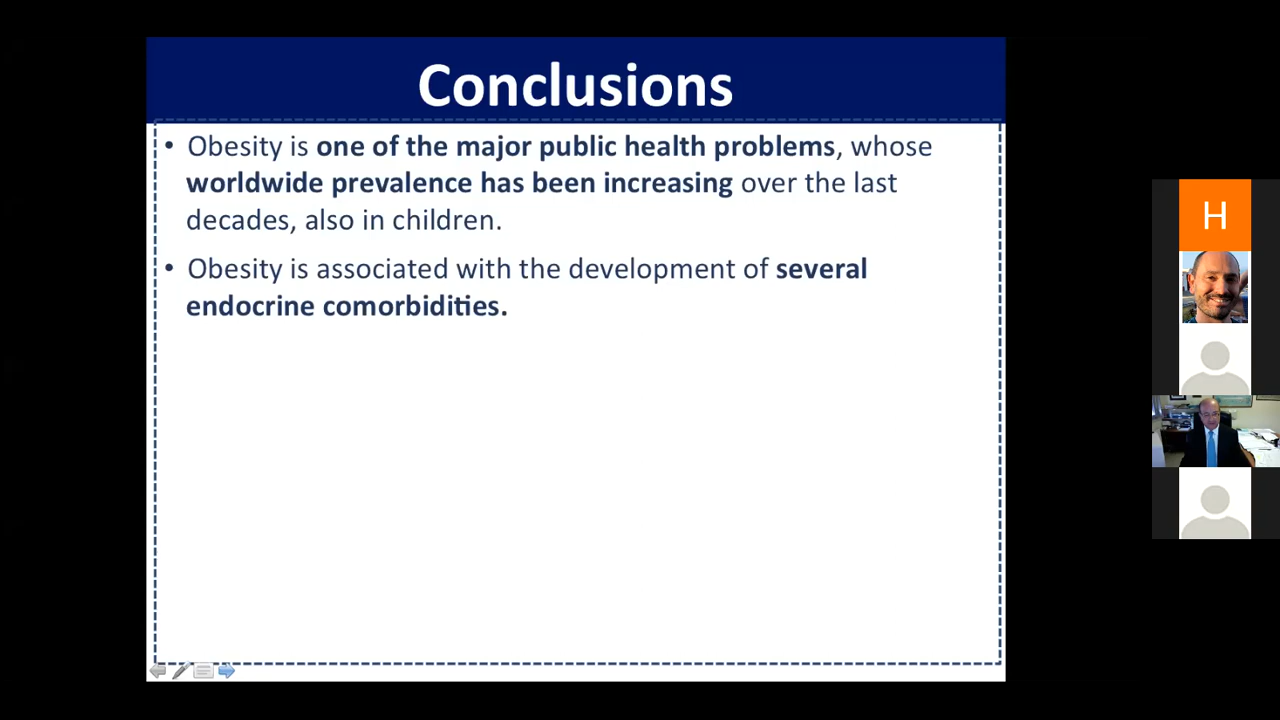 Conclusions
• Obesity is one of the major public health problems, whose
worldwide prevalence has been increasing over the last
decades, also in children.
• Obesity is associated with the development of several
endocrine comorbidities.
H